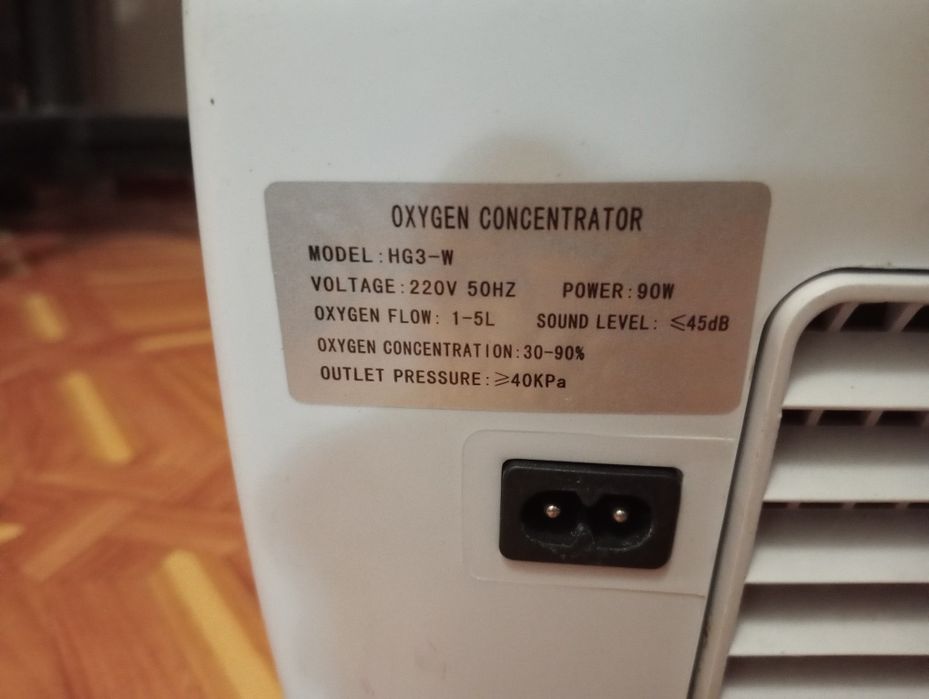 OXYGEN CONCENTRATOR
MODEL:HG3-W
VOLTAGE:220V 50HZ POWER:90W
OXYGEN FLOW: 1-5L SOUND LEVEL: ≤45dB
OXYGEN CONCENTRATION:30-90%
OUTLET PRESSURE:≥40KPa